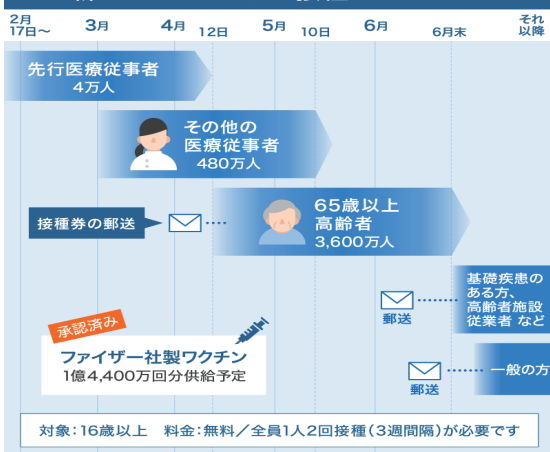 2月
17日〜
3月
4月
12日
5月
10日
6月
6月末
それ
以降
先行医療従事者
4万人
その他の
医療従事者
480万人
接種券の郵送
65歳以上
高齢者
3,600万人
郵送
基礎疾患の
ある方、
高齢者施設
従業者 など
承認済み
ファイザー社製ワクチン
1億4,400万回分供給予定
郵送
一般の方
対象:16歳以上 料金:無料/全員1人2回接種(3週間隔)が必要です